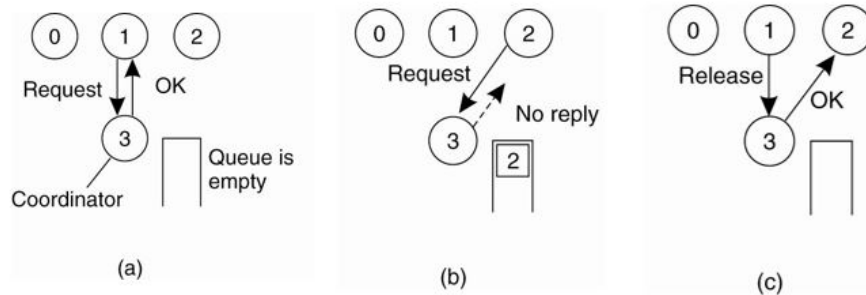 0 1 2
Request OK
3
Queue is
empty
Coordinator
(a)
0 1 2
Request
3
No reply
2
(b)
0 1 2
Release
OK
3
(c)